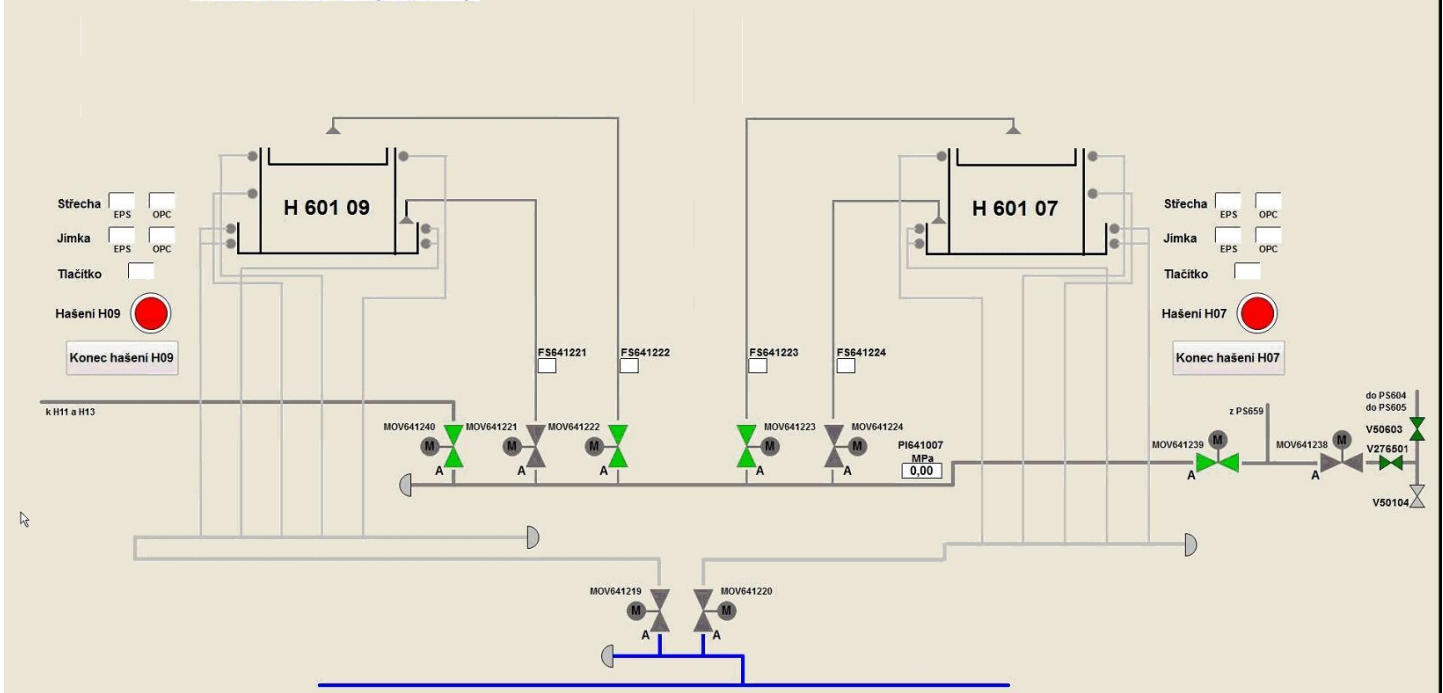 H 601 09
H 601 07
Střecha
EPS
OPC
Jímka
EPS
OPC
Tlačítko
Hašení H09
Konec hašení H09
Střecha
EPS
OPC
Jímka
EPS
OPC
Tlačítko
Hašení H07
Konec hašení H07
FS641221
FS641222
FS641223
FS641224
k H11 a H13
MOV641240
M
A
MOV641221
M
A
MOV641222
M
A
MOV641223
M
A
MOV641224
M
A
PI641007
MPa
0,00
z PS659
MOV641239
M
A
MOV641238
M
A
do PS604
do PS605
V50603
V276501
V50104
MOV641219
M
A
MOV641220
M
A